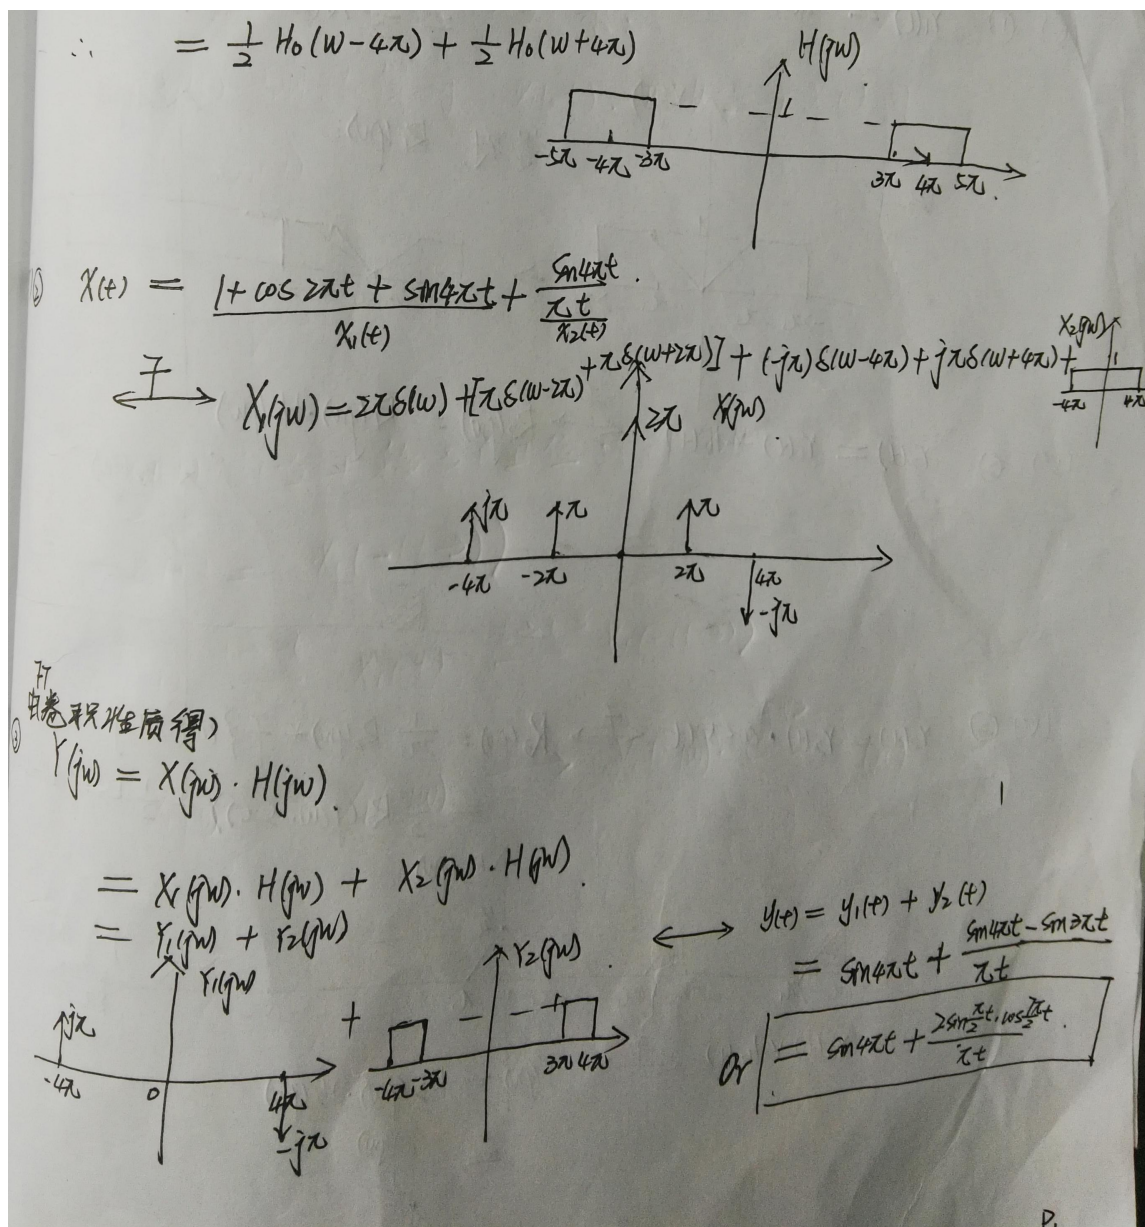 ∴ = 1/2 H₀(w-4π) + 1/2 H₀(w+4π)
H(jw)
1
-5π -4π -3π 3π 4π 5π
② x(t) = 1 + cos 2πt + sin4πt + sin4πt / πt
x₁(t) x₂(t)
X₂(jw)
1
-4π 4π
F
X(jw) = 2πδ(w) + [πδ(w-2π) + πδ(w+2π)] + (-jπ)δ(w-4π) + jπδ(w+4π) +
2π X₁(jw)
jπ π π
-4π -2π 2π 4π
-jπ
③ 由卷积性质得
FT
Y(jw) = X(jw) · H(jw)
= X₁(jw) · H(jw) + X₂(jw) · H(jw)
= Y₁(jw) + Y₂(jw)
Y₁(jw)
jπ
-4π 0 4π
-jπ
+
Y₂(jw)
1
-4π -3π 3π 4π
y(t) = y₁(t) + y₂(t)
= sin4πt + (sin4πt - sin3πt) / πt
Or = sin4πt + 2sin π/2 t · cos 7π/2 t / πt